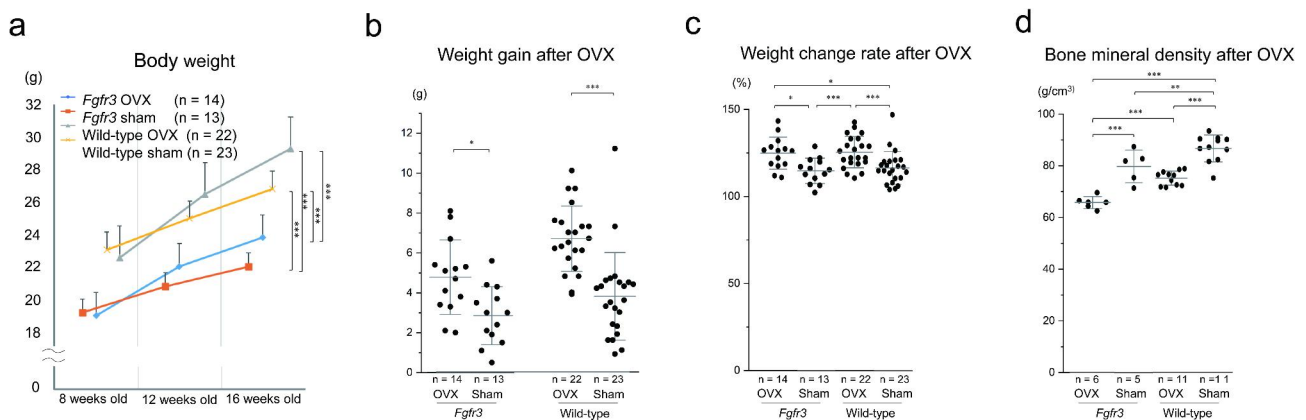 a
Body weight
(g)
32
30
28
26
24
22
20
18
0
Fgfr3 OVX (n = 14)
Fgfr3 sham (n = 13)
Wild-type OVX (n = 22)
Wild-type sham (n = 23)
***
***
***
***
8 weeks old 12 weeks old 16 weeks old
b
Weight gain after OVX
(g)
12
10
8
6
4
2
0
*
***
n = 14 n = 13 n = 22 n = 23
OVX Sham OVX Sham
Fgfr3 Wild-type
c
Weight change rate after OVX
(%)
150
100
50
0
*
* *** ***
n = 14 n = 13 n = 22 n = 23
OVX Sham OVX Sham
Fgfr3 Wild-type
d
Bone mineral density after OVX
(g/cm3)
100
80
60
40
20
0
***
**
***
***
***
n = 6 n = 5 n = 11 n =1 1
OVX Sham OVX Sham
Fgfr3 Wild-type